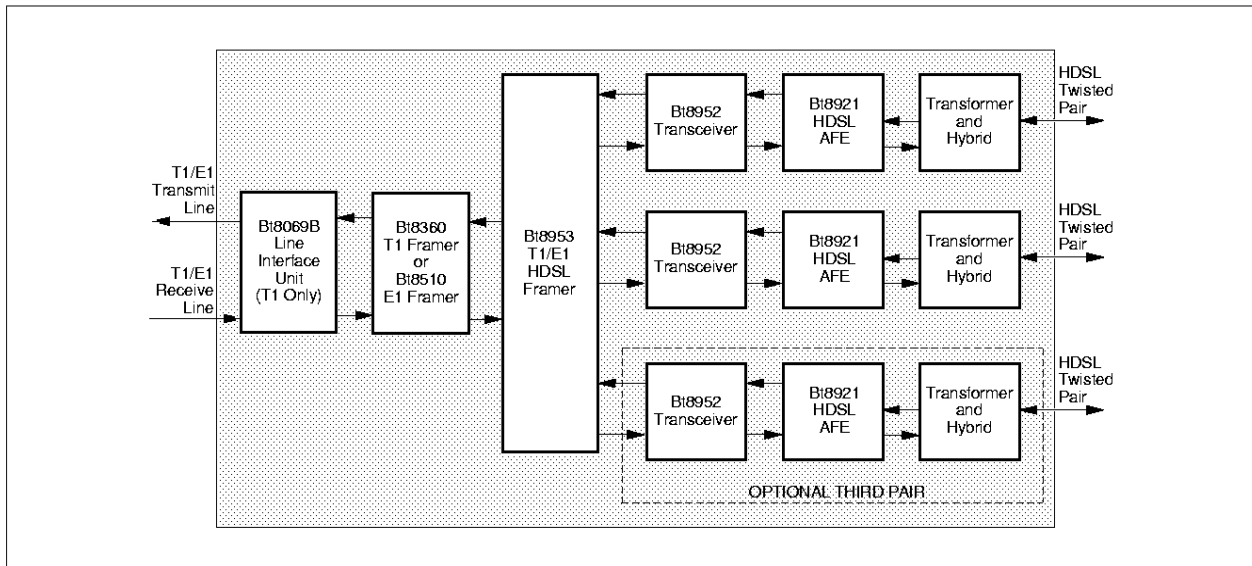 T1/E1
Transmit
Line
T1/E1
Receive
Line
Bt8069B
Line
Interface
Unit
(T1 Only)
Bt8360
T1 Framer
or
Bt8510
E1 Framer
Bt8953
T1/E1
HDSL
Framer
Bt8952
Transceiver
Bt8921
HDSL
AFE
Transformer
and
Hybrid
HDSL
Twisted
Pair
Bt8952
Transceiver
Bt8921
HDSL
AFE
Transformer
and
Hybrid
HDSL
Twisted
Pair
Bt8952
Transceiver
Bt8921
HDSL
AFE
Transformer
and
Hybrid
HDSL
Twisted
Pair
OPTIONAL THIRD PAIR